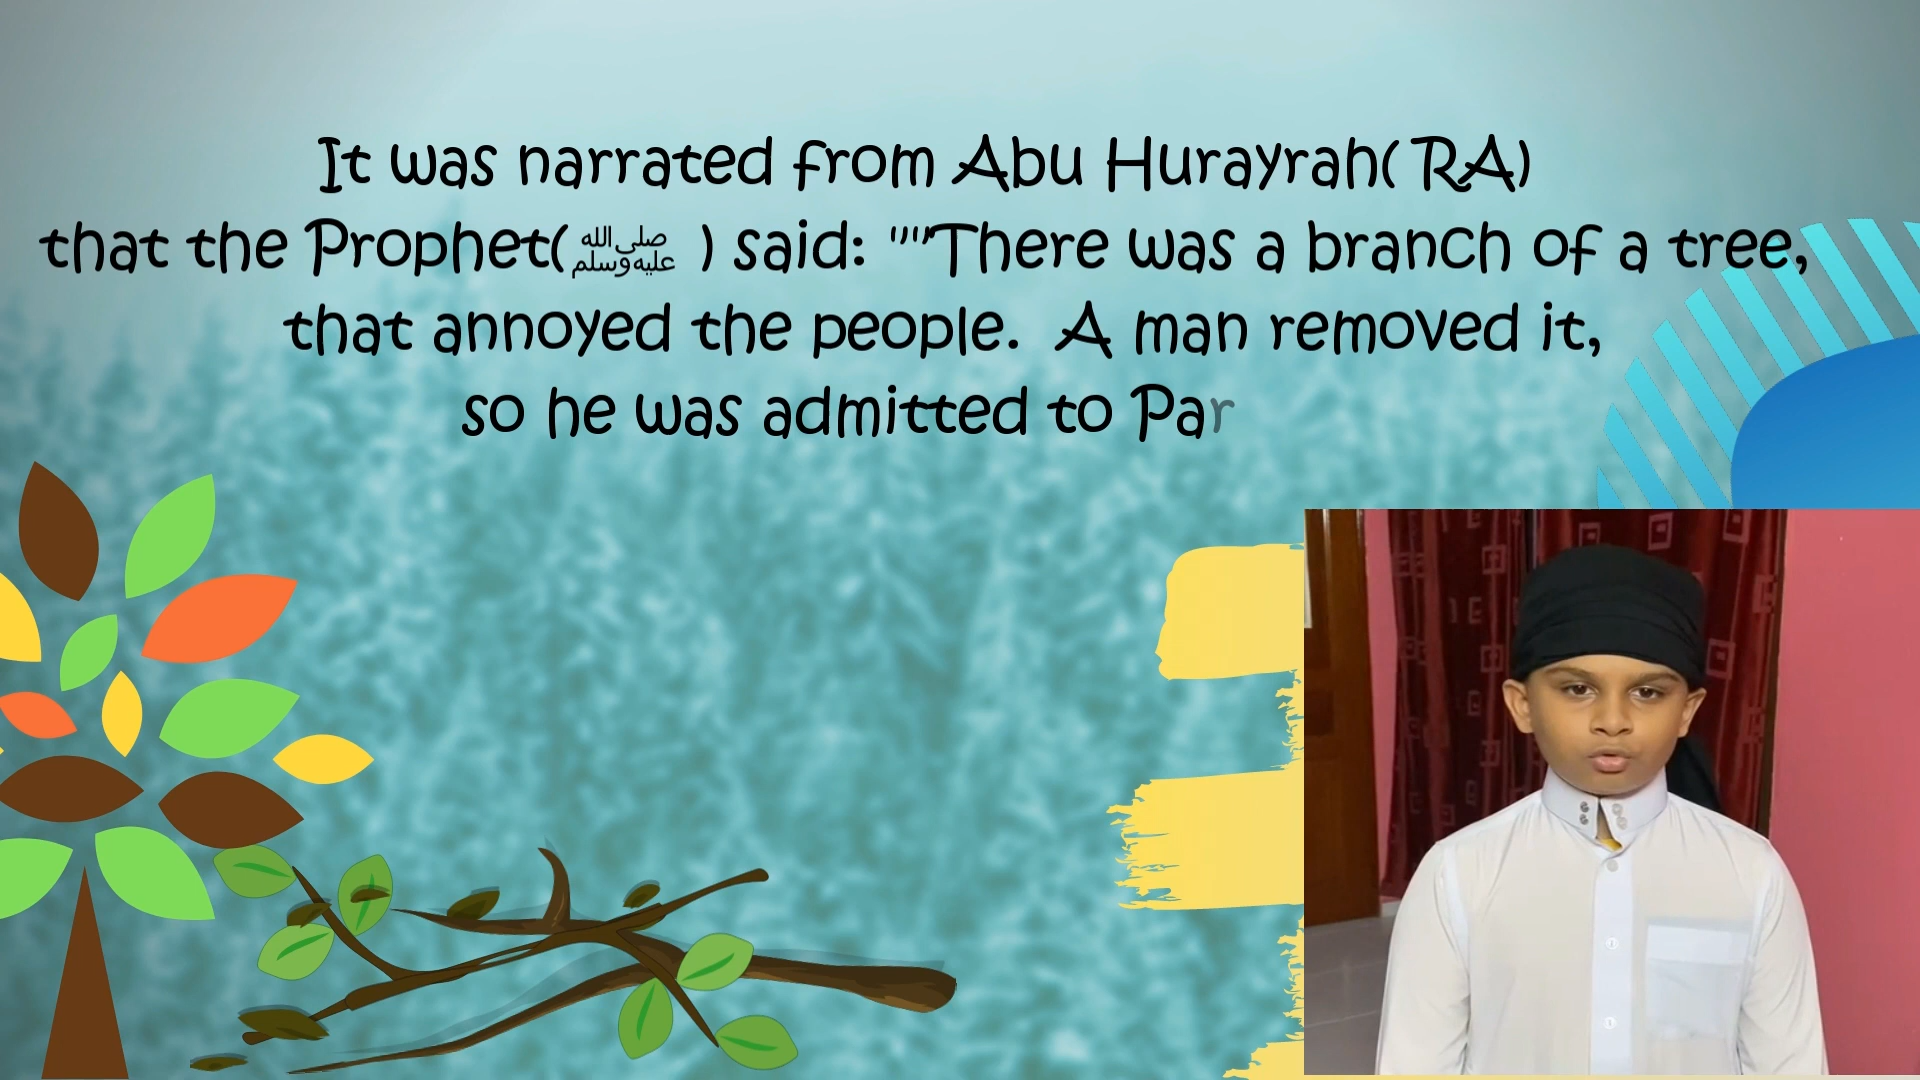 It was narrated from Abu Hurayrah( RA)
that the Prophet(ﷺ ) said: """There was a branch of a tree,
that annoyed the people. A man removed it,
so he was admitted to Par